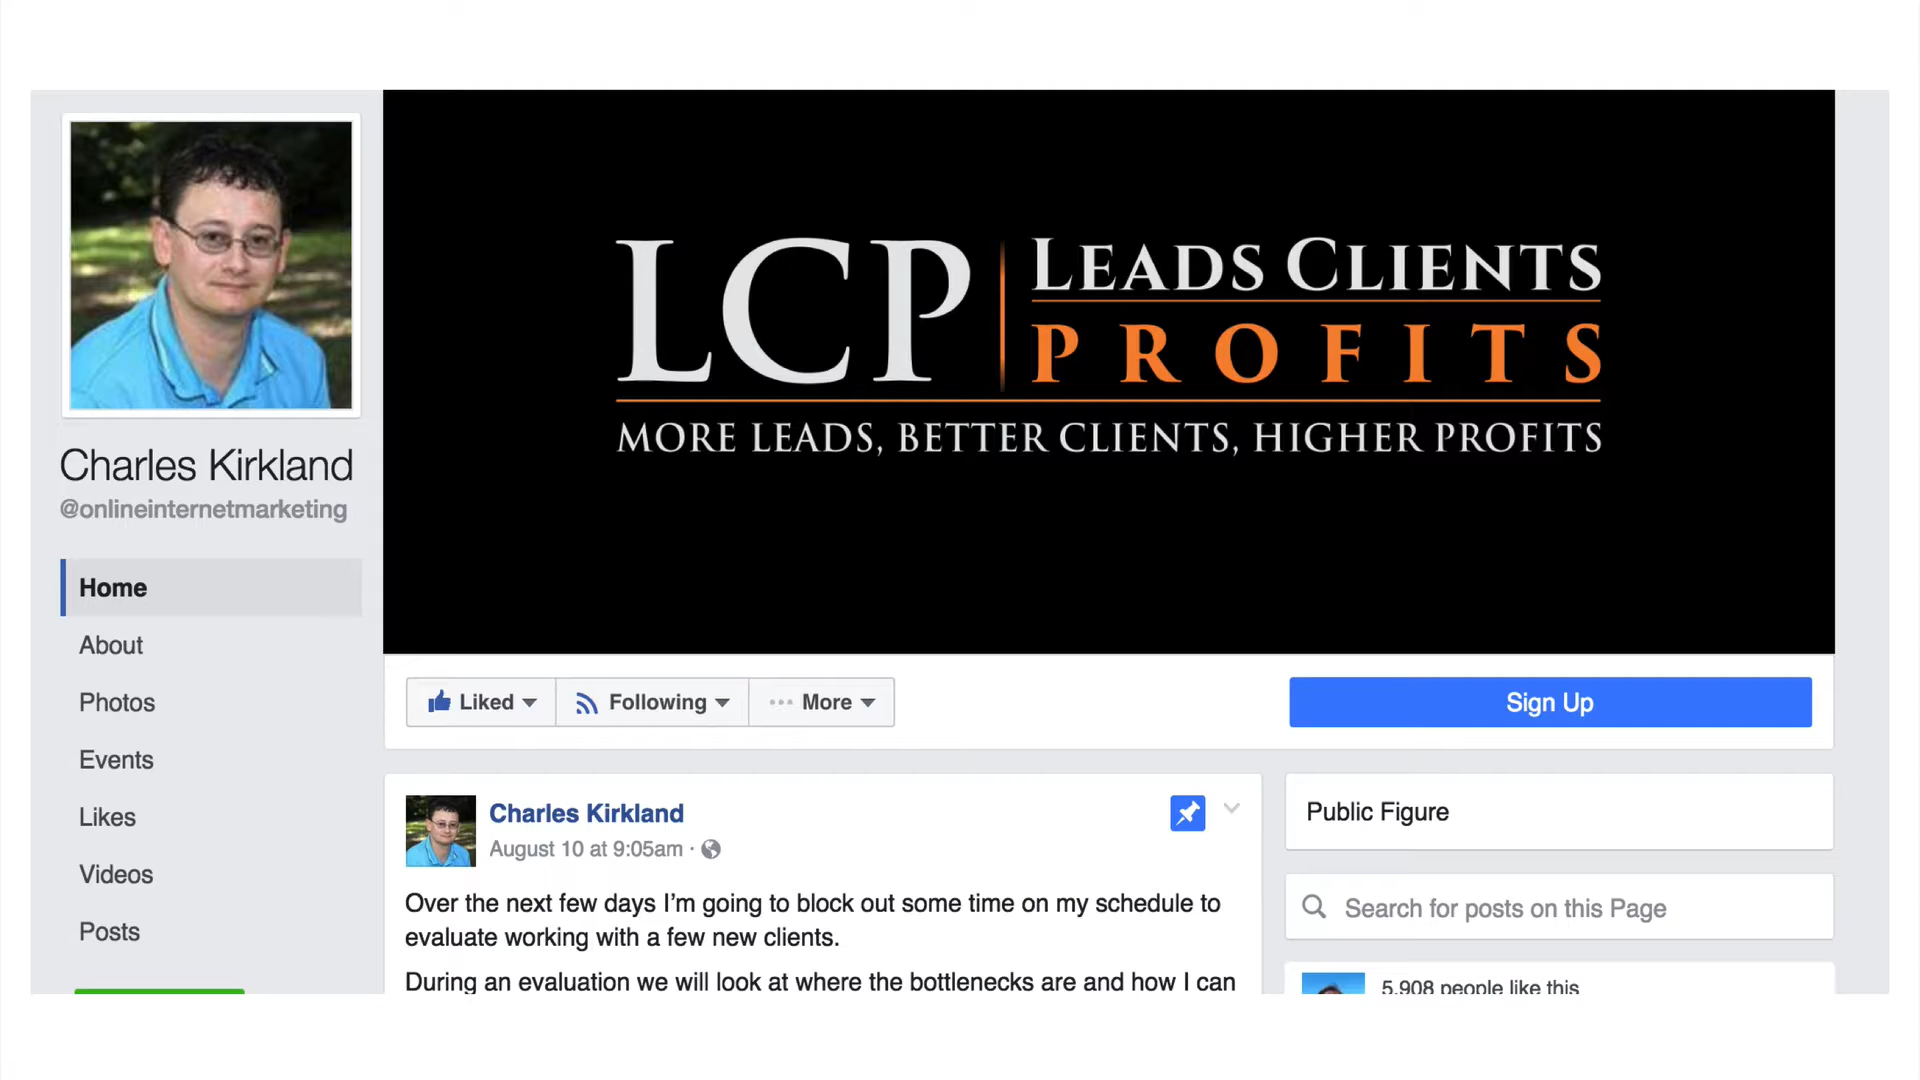 Charles Kirkland
@onlineinternetmarketing
Home
About
Photos
Events
Likes
Videos
Posts
LCP
LEADS CLIENTS
PROFITS
MORE LEADS, BETTER CLIENTS, HIGHER PROFITS
Liked
Following
More
Sign Up
Charles Kirkland
August 10 at 9:05am ·
Over the next few days I'm going to block out some time on my schedule to
evaluate working with a few new clients.
During an evaluation we will look at where the bottlenecks are and how I can
Public Figure
Search for posts on this Page
5,908 people like this